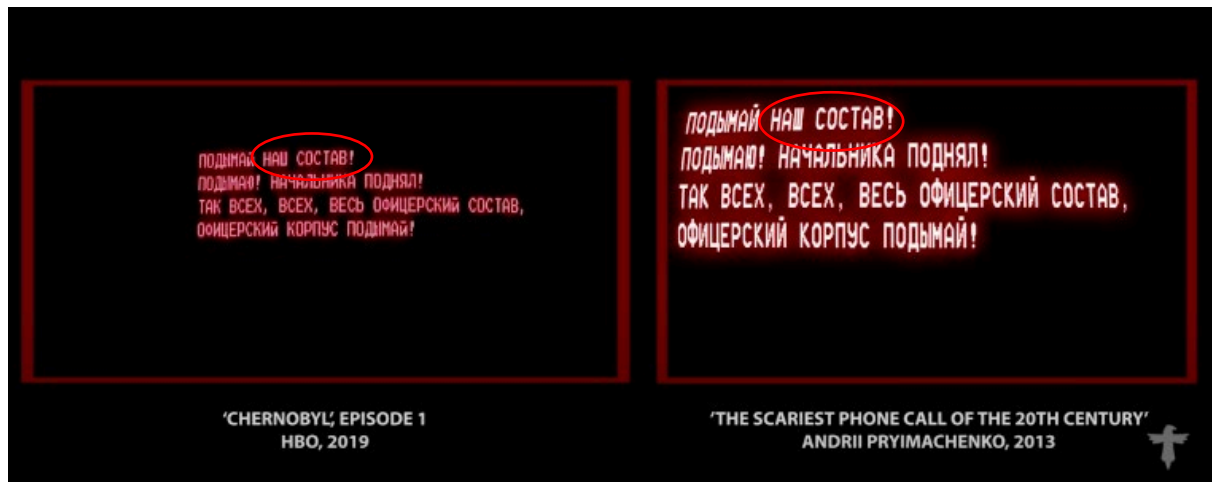 ПОДЫМАЙ НАШ СОСТАВ!
ПОДЫМАЮ! НАЧАЛЬНИКА ПОДНЯЛ!
ТАК ВСЕХ, ВСЕХ, ВЕСЬ ОФИЦЕРСКИЙ СОСТАВ,
ОФИЦЕРСКИЙ КОРПУС ПОДЫМАЙ!
'CHERNOBYL', EPISODE 1
HBO, 2019
ПОДЫМАЙ НАШ СОСТАВ!
ПОДЫМАЮ! НАЧАЛЬНИКА ПОДНЯЛ!
ТАК ВСЕХ, ВСЕХ, ВЕСЬ ОФИЦЕРСКИЙ СОСТАВ,
ОФИЦЕРСКИЙ КОРПУС ПОДЫМАЙ!
'THE SCARIEST PHONE CALL OF THE 20TH CENTURY'
ANDRII PRYIMACHENKO, 2013